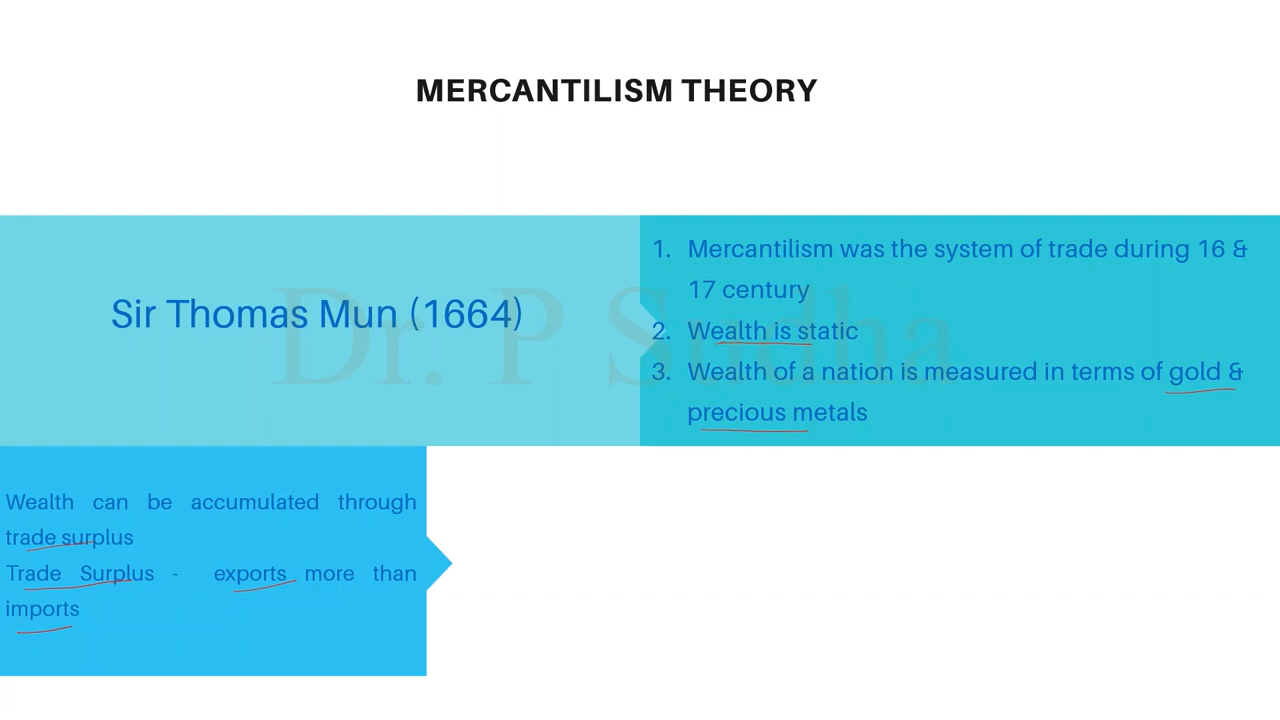 MERCANTILISM THEORY
Sir Thomas Mun (1664)
1. Mercantilism was the system of trade during 16 &
17 century
2. Wealth is static
3. Wealth of a nation is measured in terms of gold &
precious metals
Dr. P Sudha
Wealth can be accumulated through
trade surplus
Trade Surplus - exports more than
imports